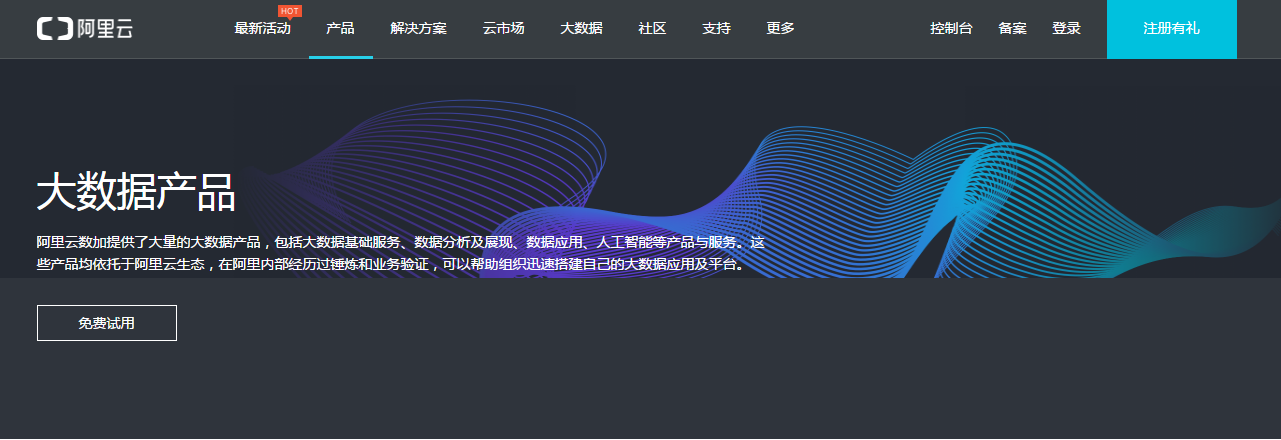 阿里云
最新活动
HOT
产品
解决方案
云市场
大数据
社区
支持
更多
控制台
备案
登录
注册有礼
大数据产品
阿里云数加提供了大量的大数据产品，包括大数据基础服务、数据分析及展现、数据应用、人工智能等产品与服务。这
些产品均依托于阿里云生态，在阿里内部经历过锤炼和业务验证，可以帮助组织迅速搭建自己的大数据应用及平台。
免费试用